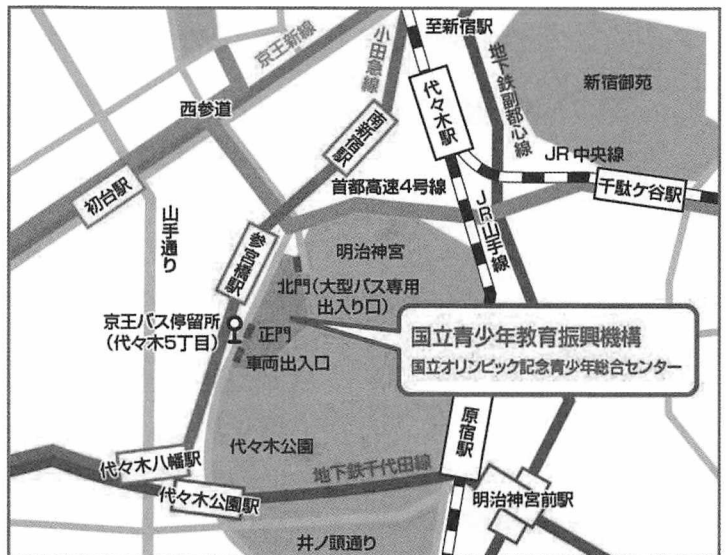 至新宿駅
京王新線
小田急線
地下鉄副都心線
新宿御苑
代々木駅
西参道
南新宿駅
JR中央線
千駄ケ谷駅
首都高速4号線
初台駅
山手通り
参宮橋駅
JR山手線
明治神宮
北門(大型バス専用
出入り口)
京王バス停留所
(代々木5丁目)
正門
車両出入口
国立青少年教育振興機構
国立オリンピック記念青少年総合センター
原宿駅
代々木公園
代々木八幡駅
地下鉄千代田線
代々木公園駅
明治神宮前駅
井ノ頭通り